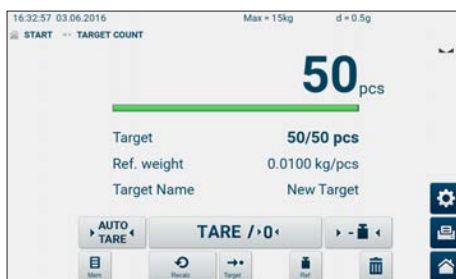 16:32:57 03.06.2016 Max = 15kg d = 0.5g
START TARGET COUNT
50 pcs
Target 50/50 pcs
Ref. weight 0.0100 kg/pcs
Target Name New Target
AUTO TARE TARE / 0 -
Mem Recalc Target Ref